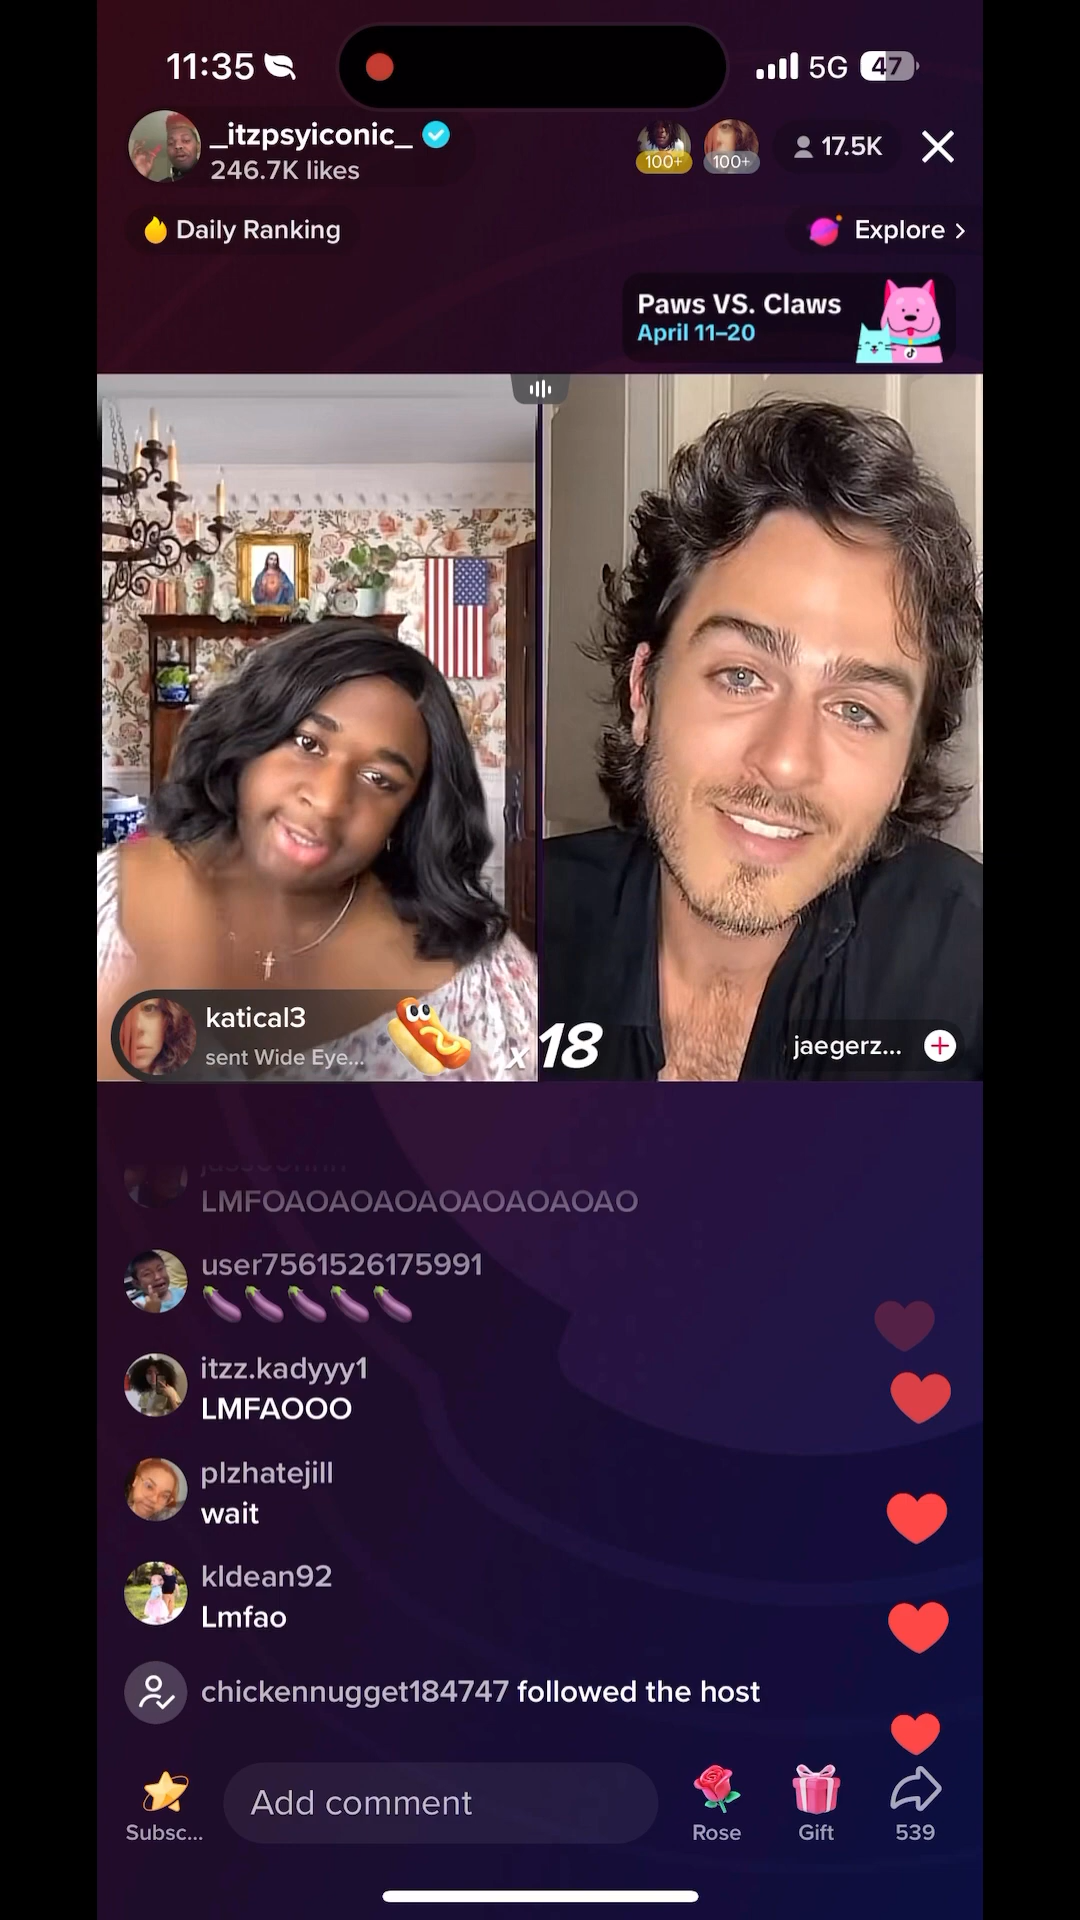 11:35
5G 47
_itzpsyiconic_
246.7K likes
100+
100+
17.5K
Daily Ranking
Explore >
Paws VS. Claws
April 11–20
katical3
sent Wide Eye...
x 18
jaegerz...
LMFOAOAOAOAOAOAOAOAO
user7561526175991
🍆🍆🍆🍆🍆
itzz.kadyyy1
LMFAOOO
plzhatejill
wait
kldean92
Lmfao
chickennugget184747 followed the host
Subsc...
Add comment
Rose
Gift
539